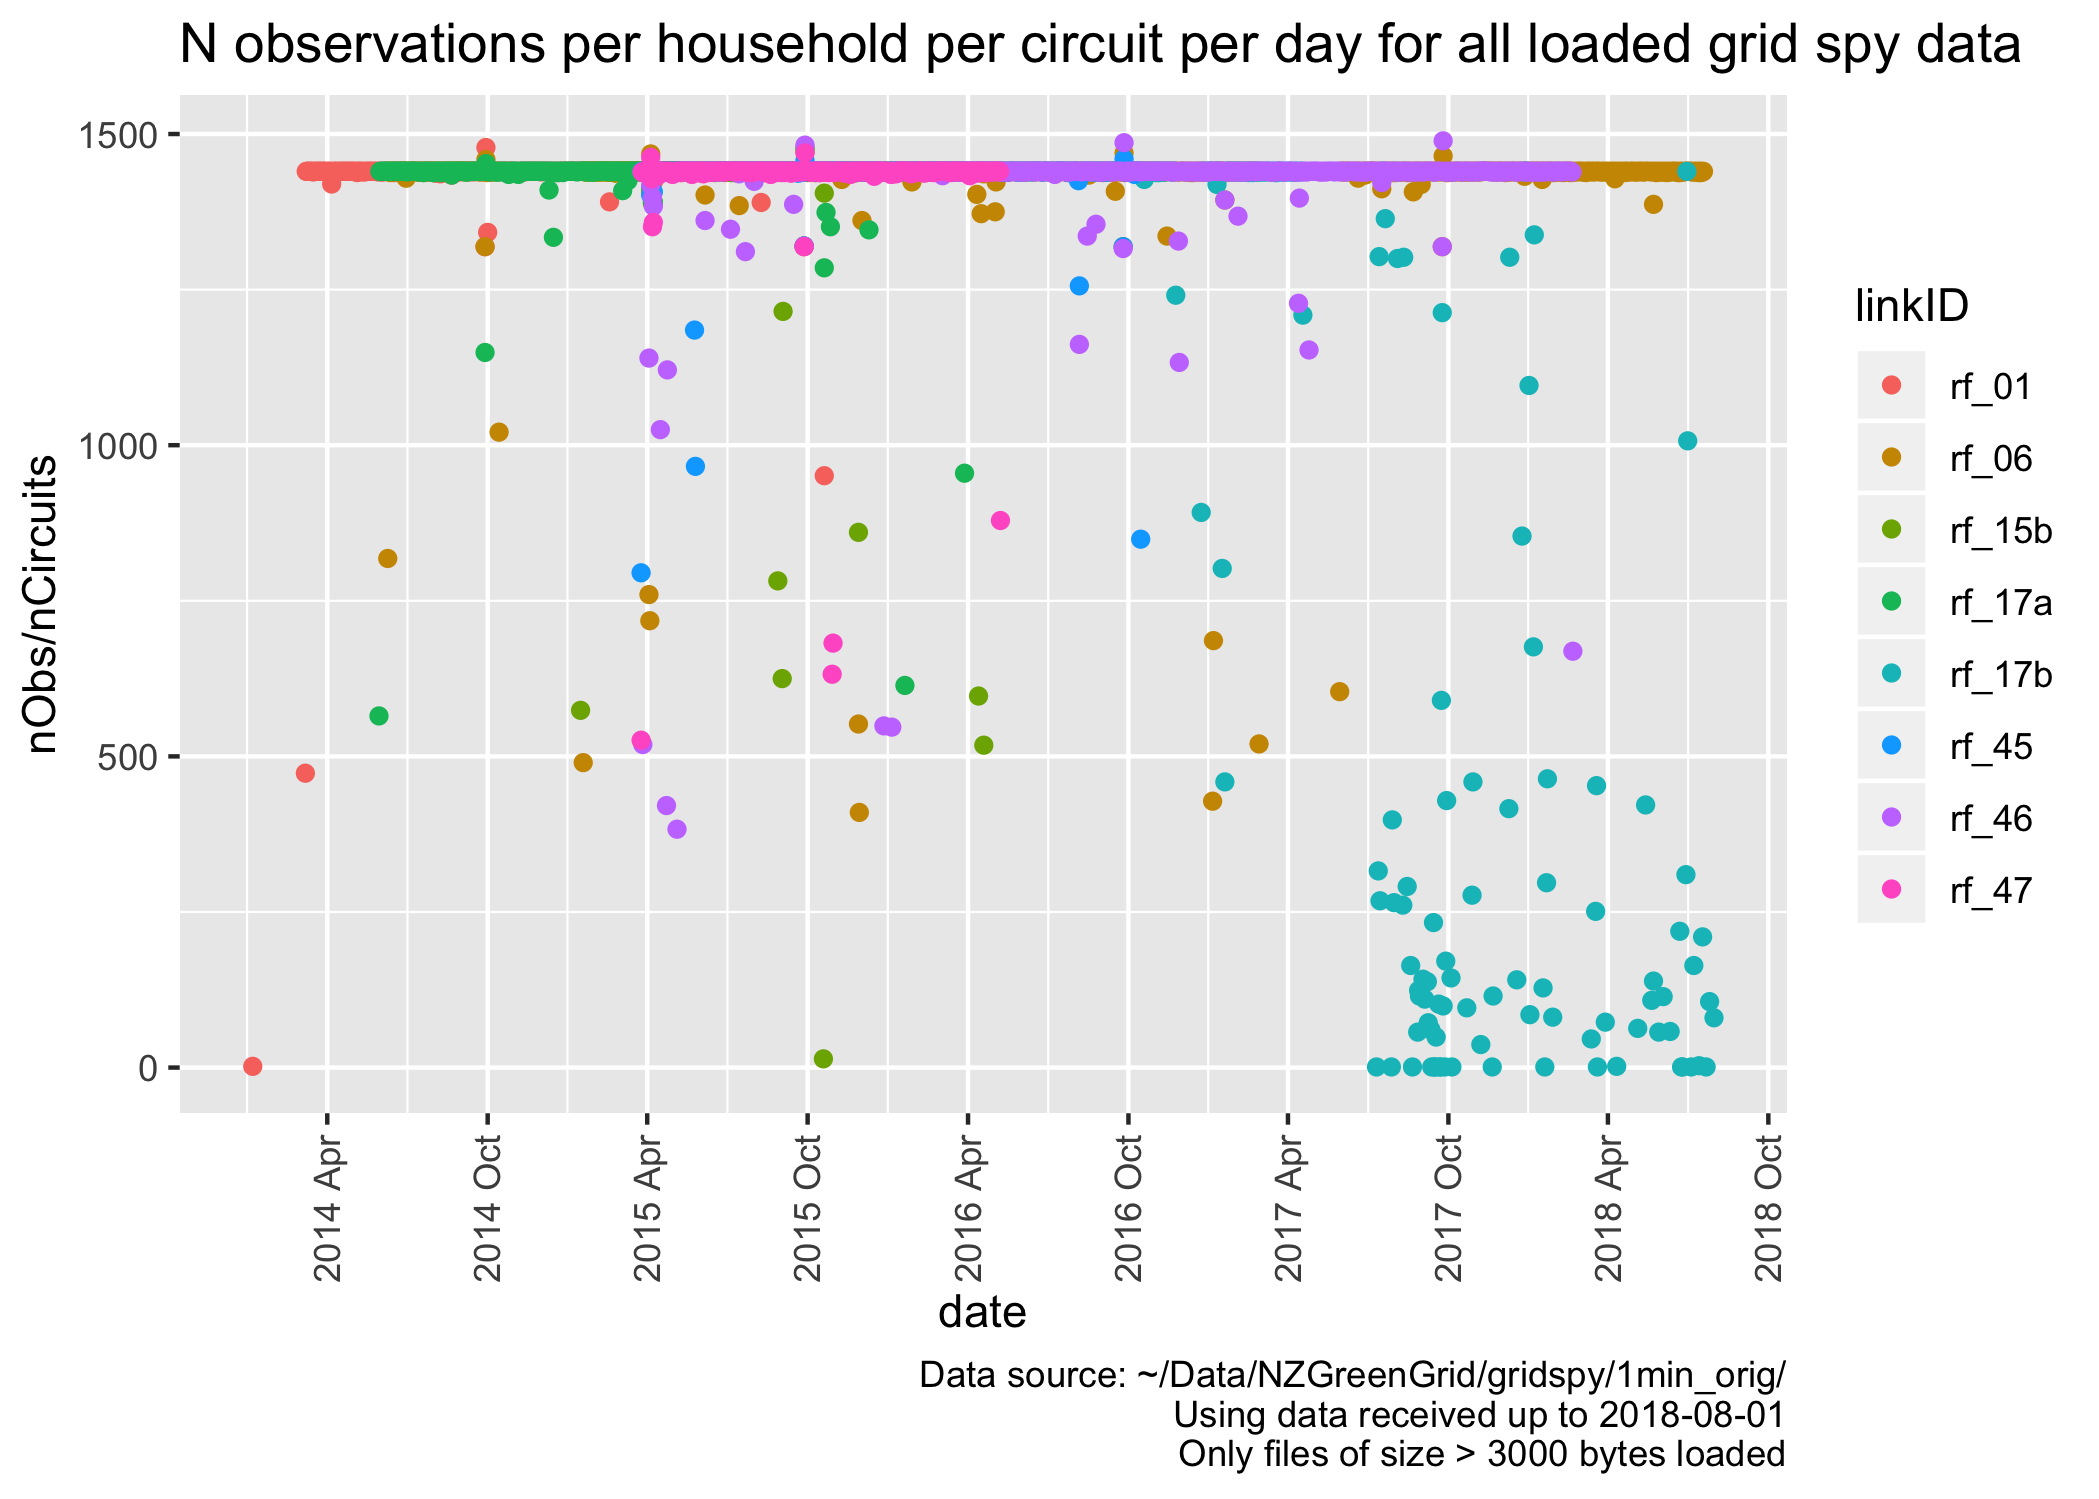 N observations per household per circuit per day for all loaded grid spy data
nObs/nCircuits
1500
1000
500
0
2014 Apr
2014 Oct
2015 Apr
2015 Oct
2016 Apr
2016 Oct
2017 Apr
2017 Oct
2018 Apr
2018 Oct
date
linkID
rf_01
rf_06
rf_15b
rf_17a
rf_17b
rf_45
rf_46
rf_47
Data source: ~/Data/NZGreenGrid/gridspy/1min_orig/
Using data received up to 2018-08-01
Only files of size > 3000 bytes loaded